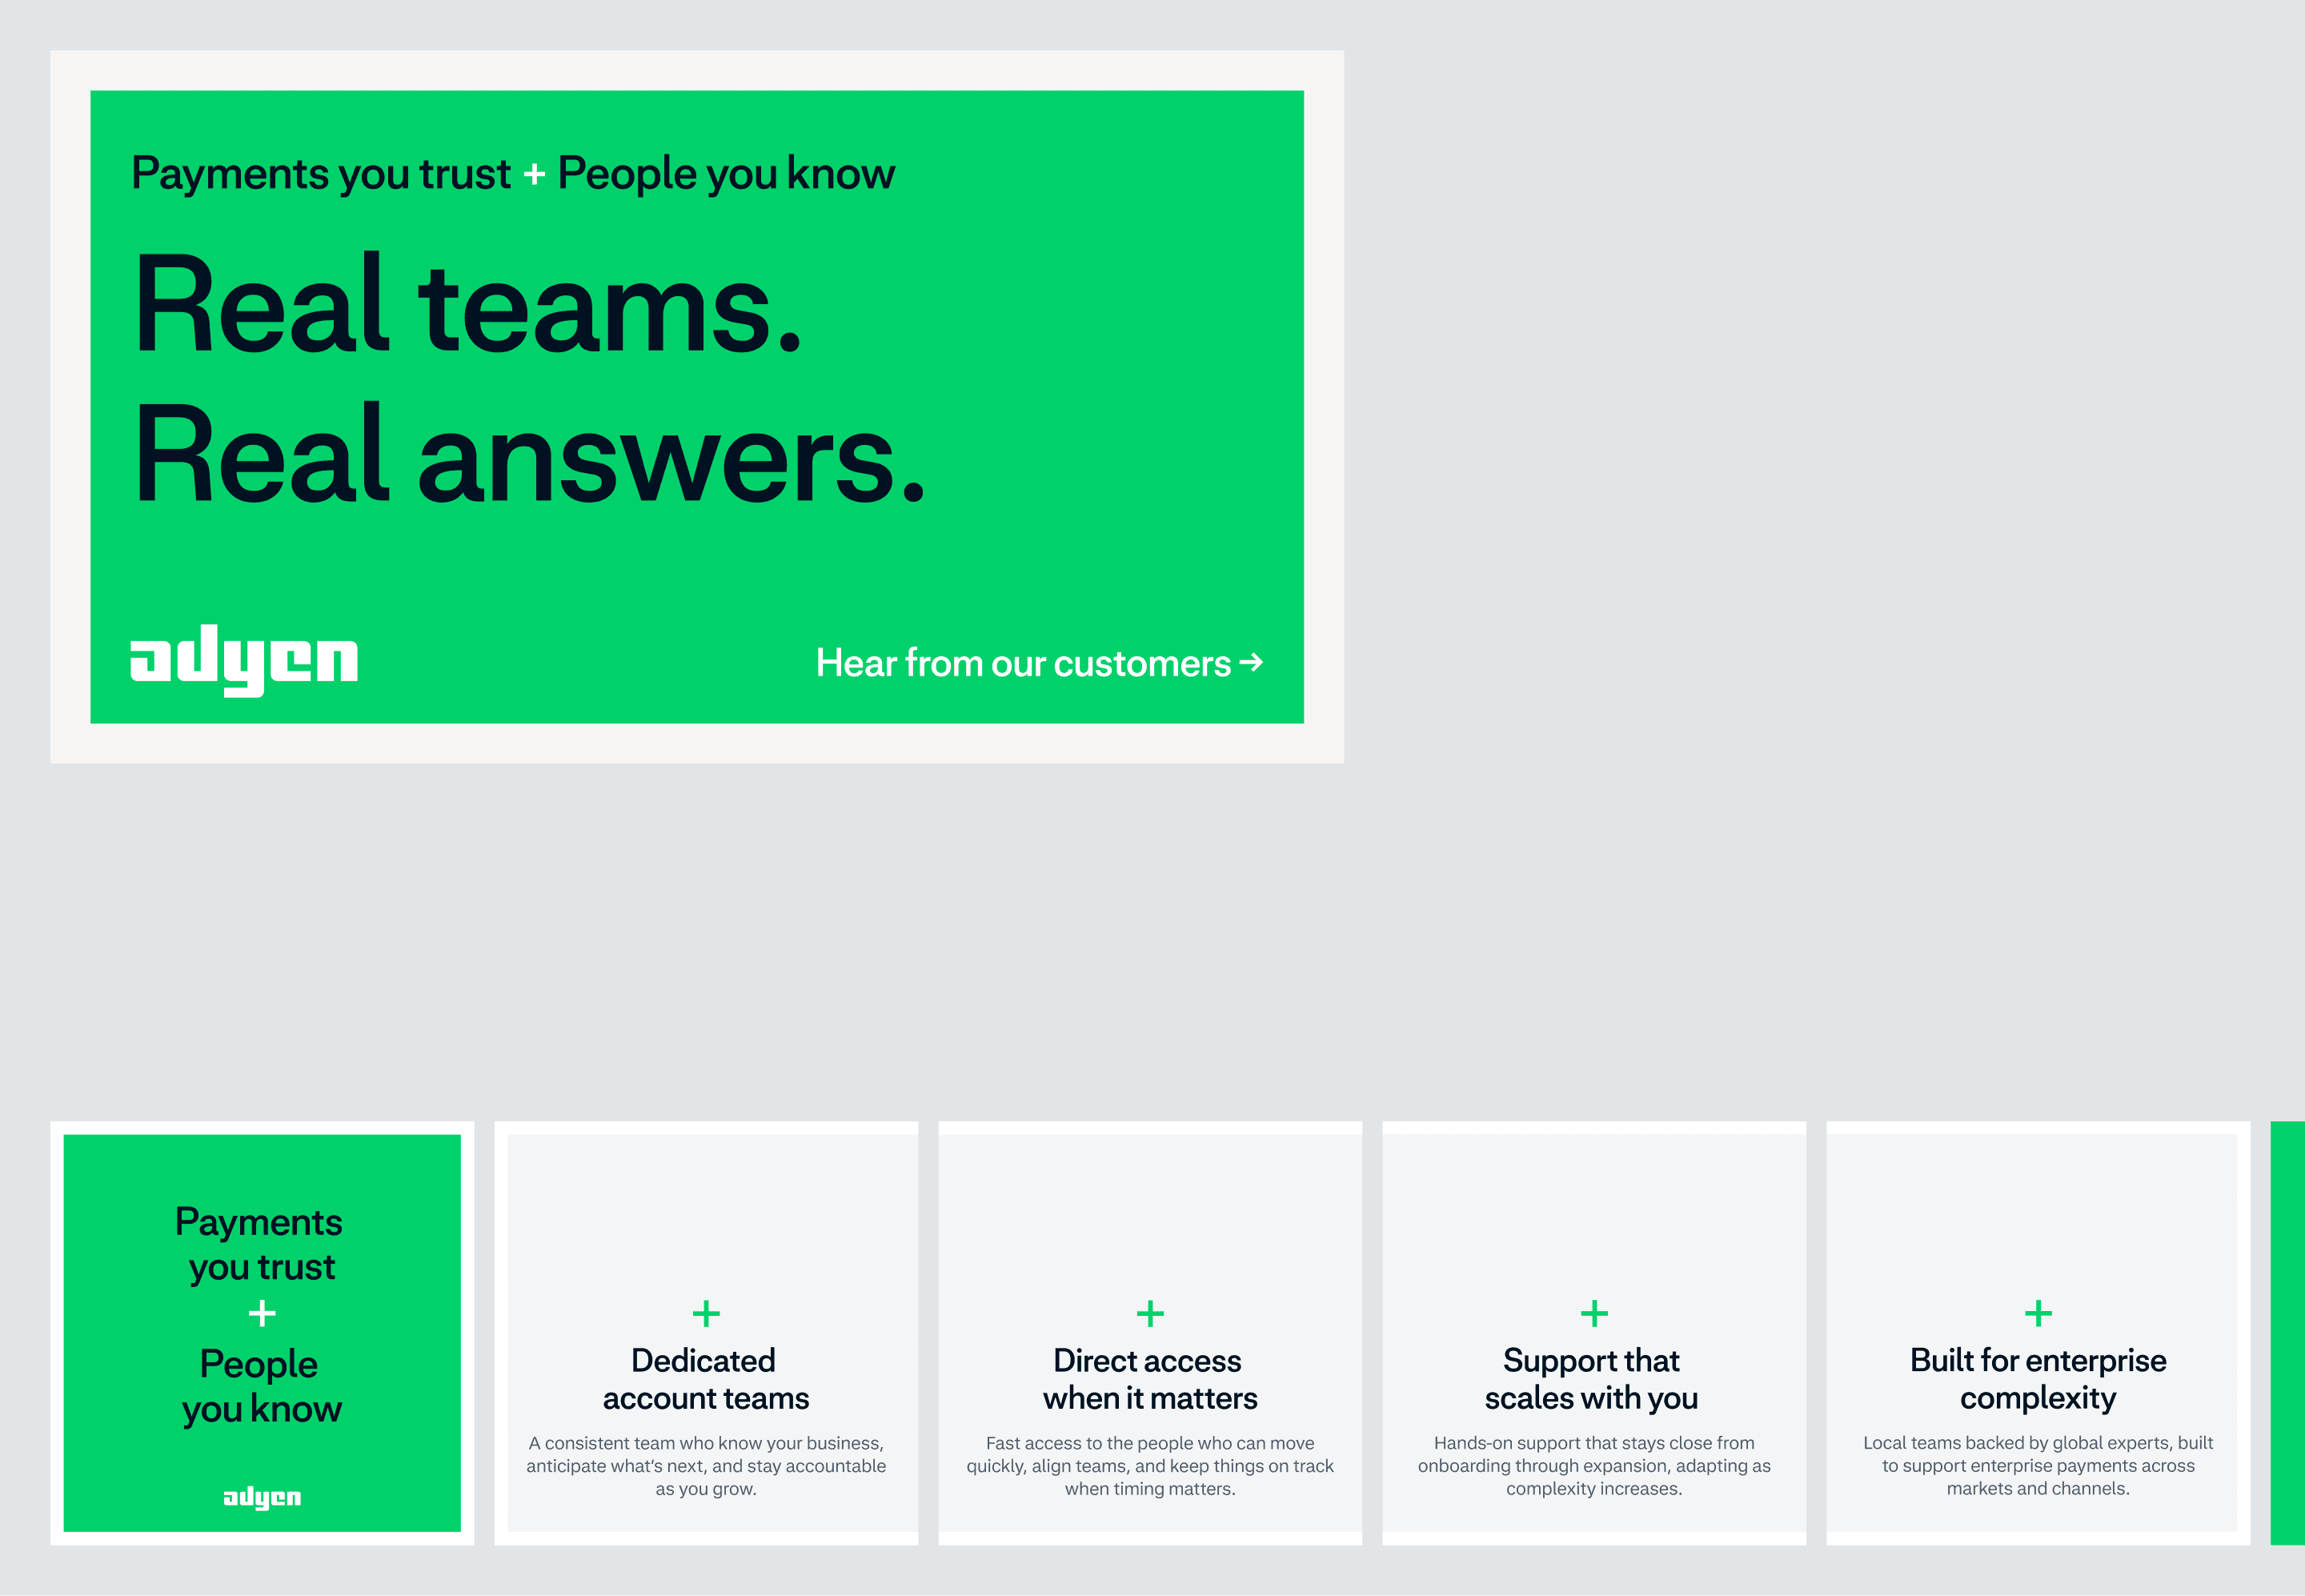 Payments you trust + People you know
Real teams.
Real answers.
adyen
Hear from our customers →
Payments
you trust
+
People
you know
adyen
+
Dedicated
account teams
A consistent team who know your business,
anticipate what's next, and stay accountable
as you grow.
+
Direct access
when it matters
Fast access to the people who can move
quickly, align teams, and keep things on track
when timing matters.
+
Support that
scales with you
Hands-on support that stays close from
onboarding through expansion, adapting as
complexity increases.
+
Built for enterprise
complexity
Local teams backed by global experts, built
to support enterprise payments across
markets and channels.